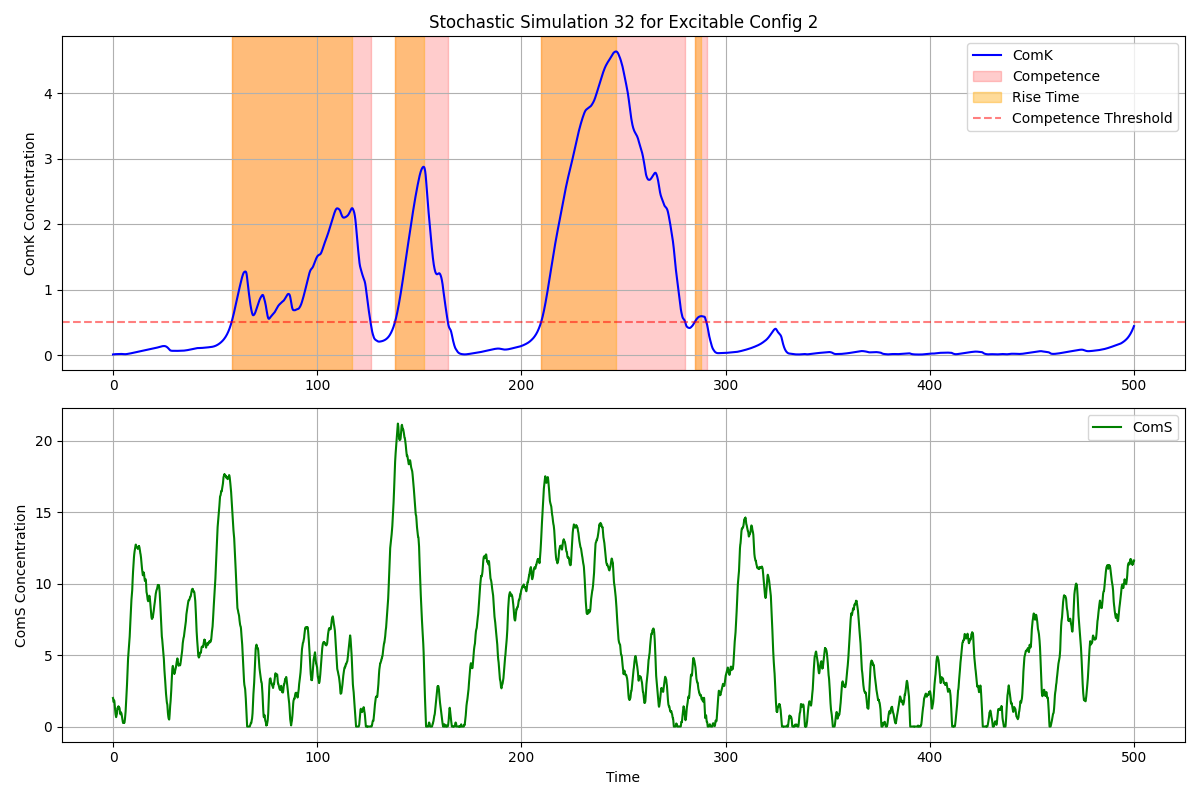 Stochastic Simulation 32 for Excitable Config 2
ComK Concentration
4
3
2
1
0
0 100 200 300 400 500
ComK
Competence
Rise Time
Competence Threshold
ComS Concentration
20
15
10
5
0
0 100 200 300 400 500
ComS
Time